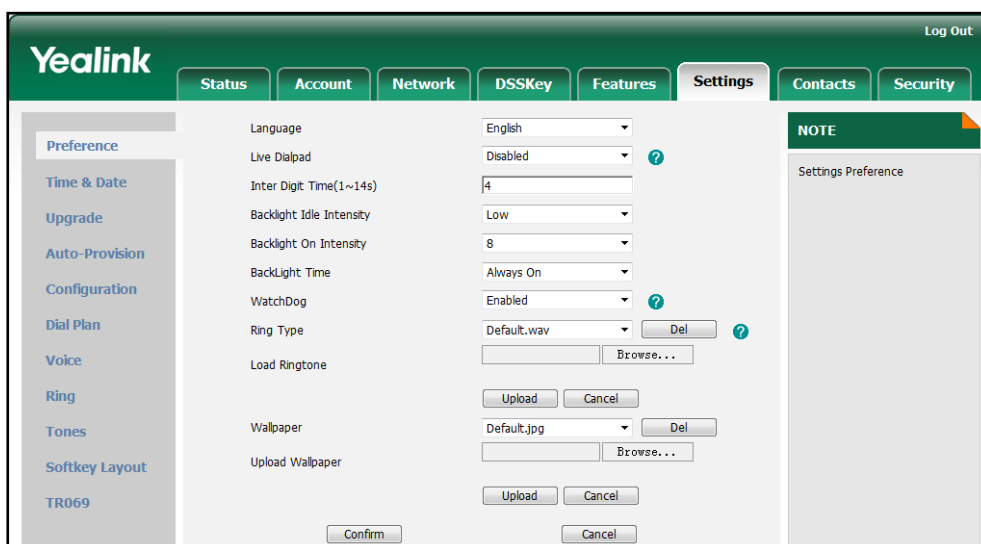 Log Out
Yealink
Status Account Network DSSKey Features Settings Contacts Security
Preference
Time & Date
Upgrade
Auto-Provision
Configuration
Dial Plan
Voice
Ring
Tones
Softkey Layout
TR069
Language English
Live Dialpad Disabled ?
Inter Digit Time(1~14s) 4
Backlight Idle Intensity Low
Backlight On Intensity 8
BackLight Time Always On
WatchDog Enabled ?
Ring Type Default.wav Del ?
Load Ringtone Browse...
Upload Cancel
Wallpaper Default.jpg Del
Upload Wallpaper Browse...
Upload Cancel
Confirm Cancel
NOTE
Settings Preference